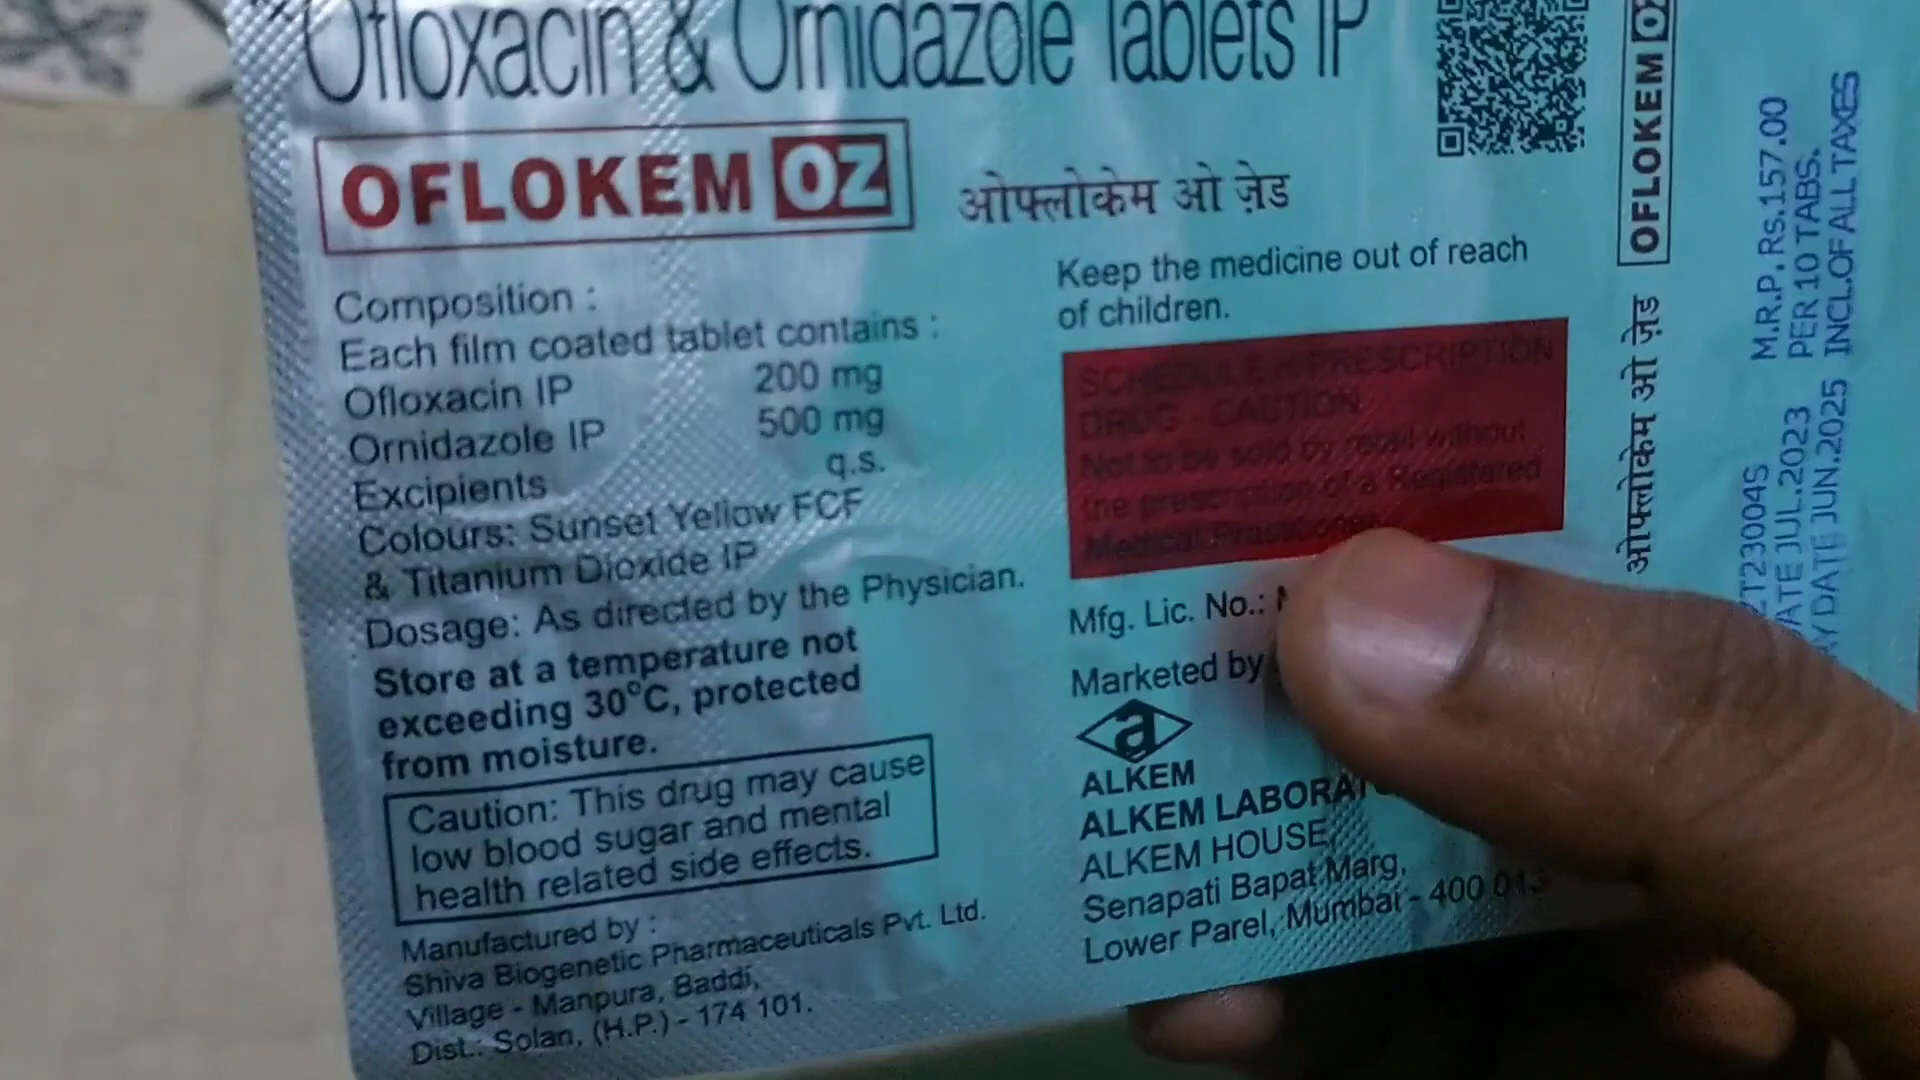 Ofloxacin & Ornidazole Tablets IP
OFLOKEM OZ
ओफ्लोकेम ओ ज़ेड
Composition :
Each film coated tablet contains :
Ofloxacin IP 200 mg
Ornidazole IP 500 mg
Excipients q.s.
Colours: Sunset Yellow FCF
& Titanium Dioxide IP
Dosage: As directed by the Physician.
Store at a temperature not
exceeding 30°C, protected
from moisture.
Caution: This drug may cause
low blood sugar and mental
health related side effects.
Manufactured by :
Shiva Biogenetic Pharmaceuticals Pvt. Ltd.
Village - Manpura, Baddi,
Dist.: Solan, (H.P.) - 174 101.
Keep the medicine out of reach
of children.
SCHEDULE H PRESCRIPTION
DRUG - CAUTION
Not to be sold by retail without
the prescription of a Registered
Medical Practitioner
Mfg. Lic. No.:
Marketed by
a
ALKEM
ALKEM
ALKEM HOUSE,
Senapati Bapat Marg,
Lower Parel, Mumbai - 400 013
OFLOKEM OZ
ओफ्लोकेम ओ ज़ेड
M.R.P. Rs.157.00
PER 10 TABS.
INCL.OF ALL TAXES
2T23004S
JUL.2023
DATE JUN.2025